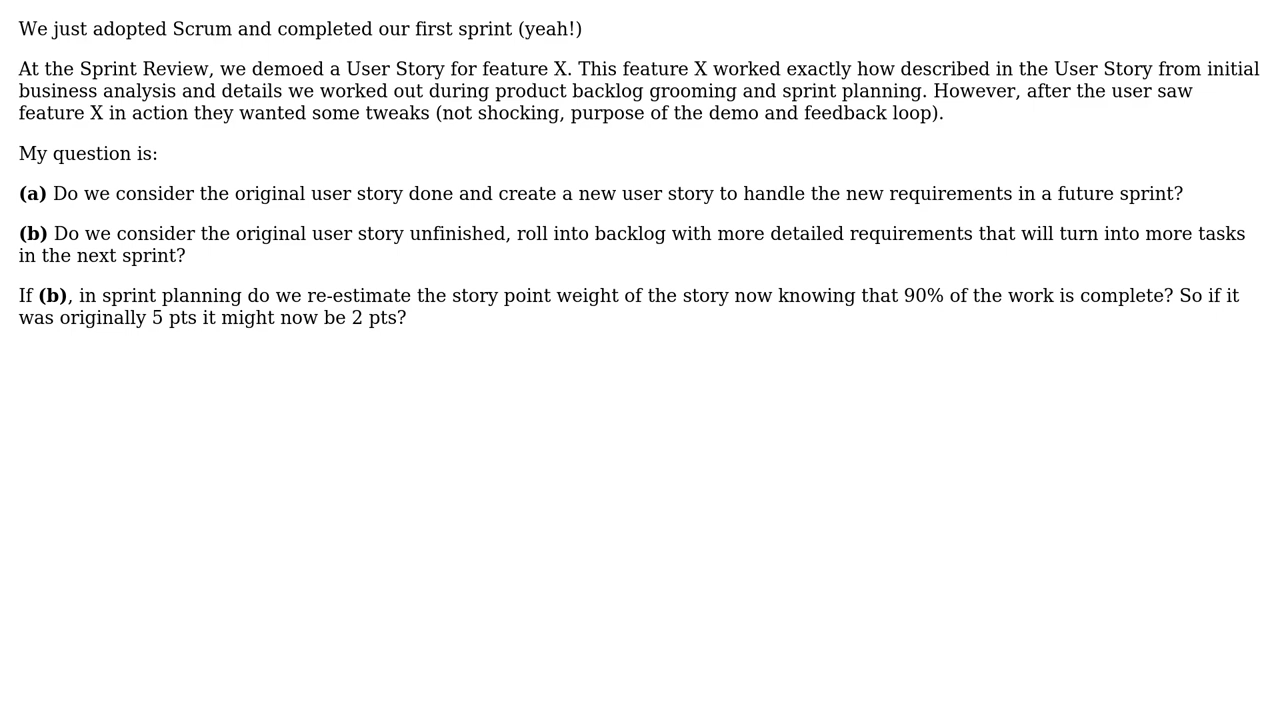 We just adopted Scrum and completed our first sprint (yeah!)
At the Sprint Review, we demoed a User Story for feature X. This feature X worked exactly how described in the User Story from initial
business analysis and details we worked out during product backlog grooming and sprint planning. However, after the user saw
feature X in action they wanted some tweaks (not shocking, purpose of the demo and feedback loop).
My question is:
(a) Do we consider the original user story done and create a new user story to handle the new requirements in a future sprint?
(b) Do we consider the original user story unfinished, roll into backlog with more detailed requirements that will turn into more tasks
in the next sprint?
If (b), in sprint planning do we re-estimate the story point weight of the story now knowing that 90% of the work is complete? So if it
was originally 5 pts it might now be 2 pts?